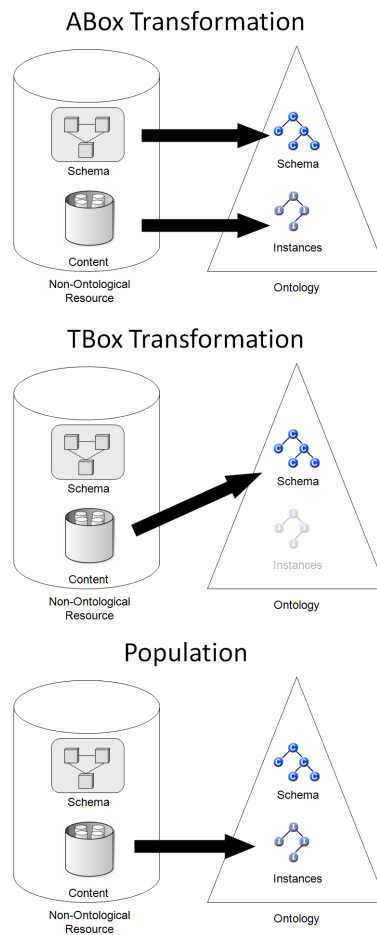 ABox Transformation
C
C C
C C
Schema
Schema
I
I I
I
Content
Instances
Non-Ontological
Resource
Ontology
TBox Transformation
C
C C
C C
Schema
Schema
I
I I
I
Content
Instances
Non-Ontological
Resource
Ontology
Population
C
C C
C C
Schema
Schema
I
I I
I
Content
Instances
Non-Ontological
Resource
Ontology